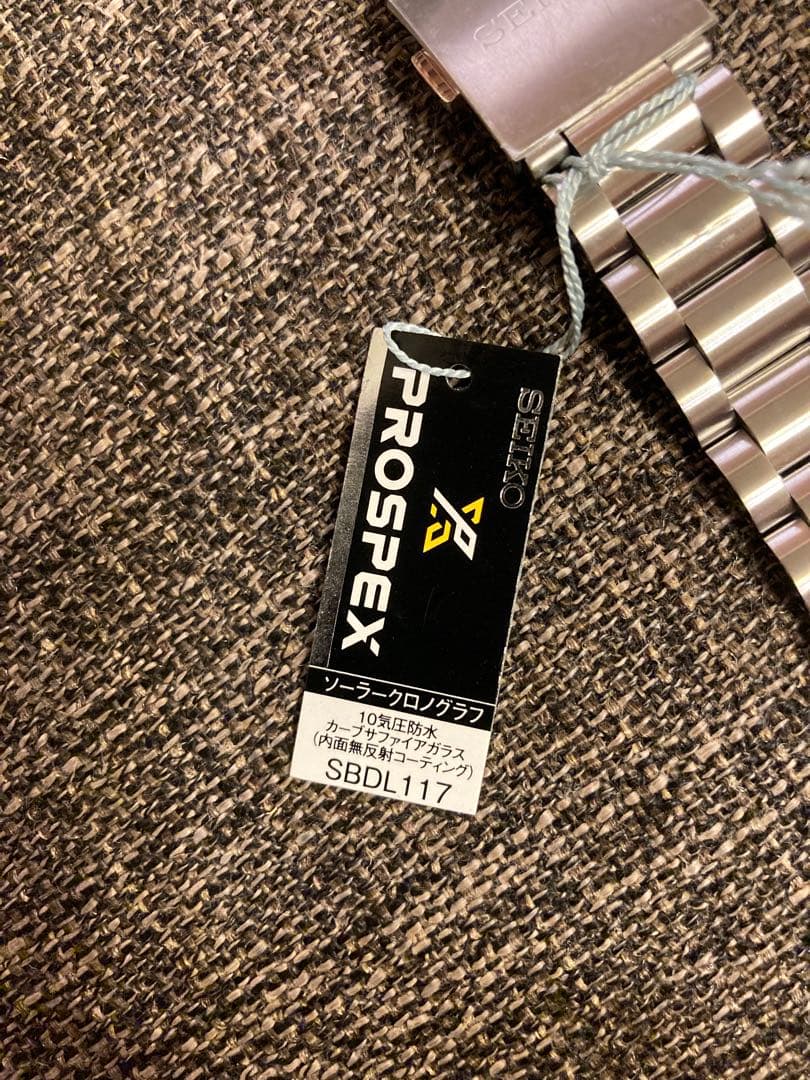 SEIKO
PROSPEX
ソーラークロノグラフ
10気圧防水
カーブサファイアガラス
(内面無反射コーティング)
SBDL117